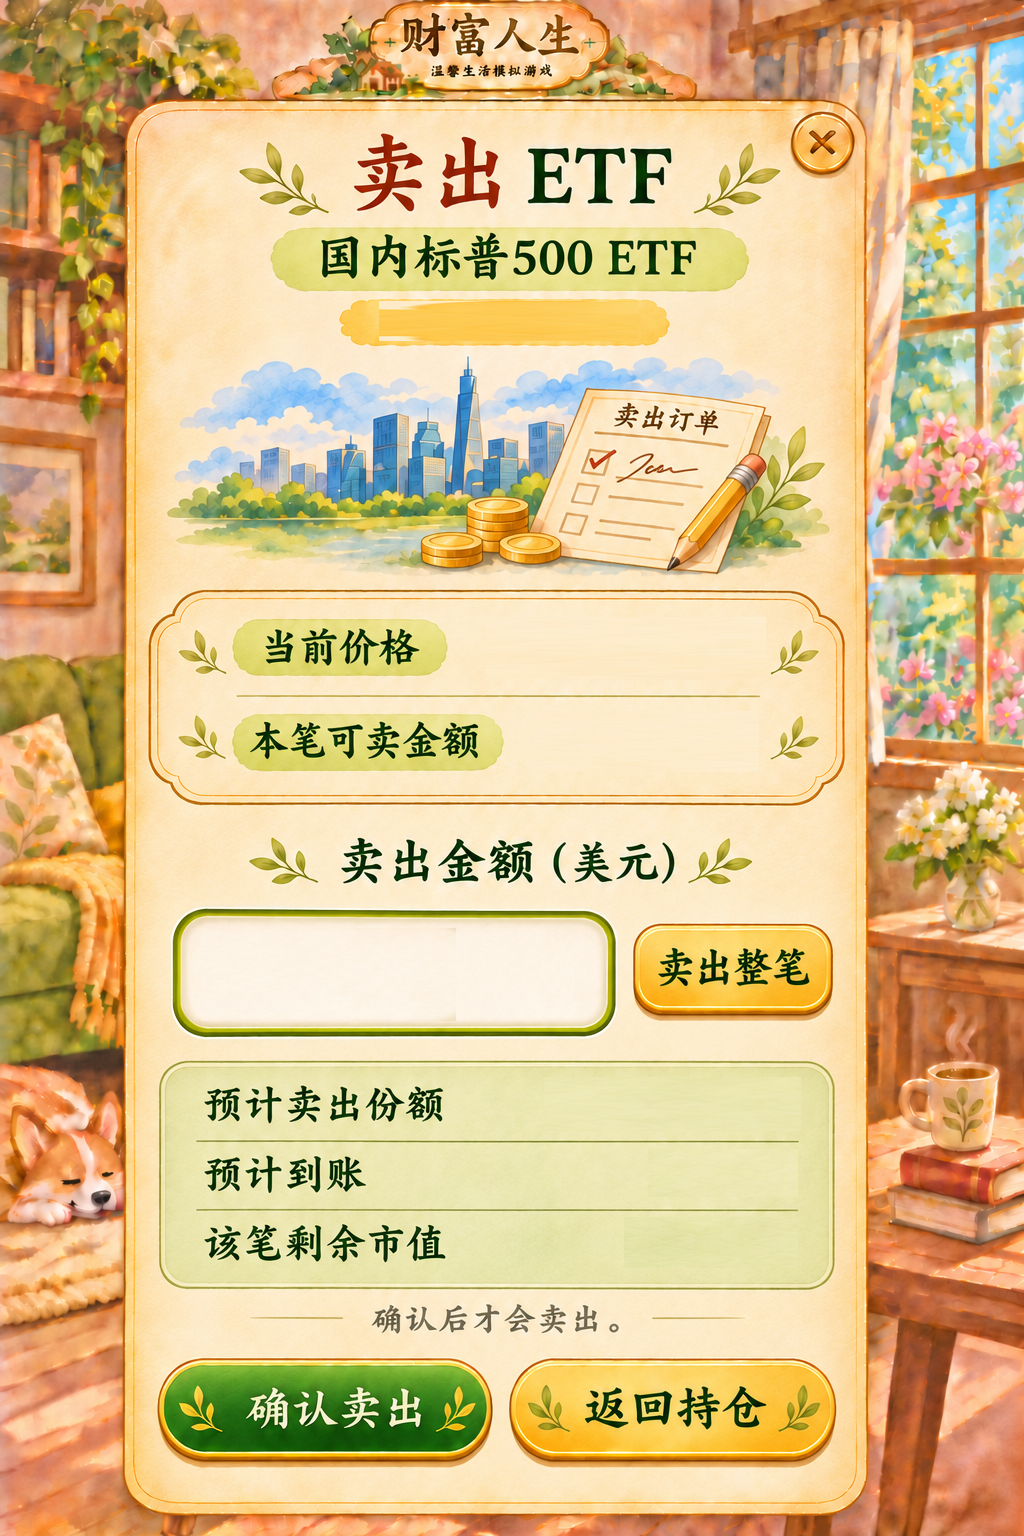 财富人生
温馨生活模拟游戏
卖出 ETF
国内标普500 ETF
卖出订单
当前价格
本笔可卖金额
卖出金额(美元)
卖出整笔
预计卖出份额
预计到账
该笔剩余市值
确认后才会卖出。
确认卖出
返回持仓